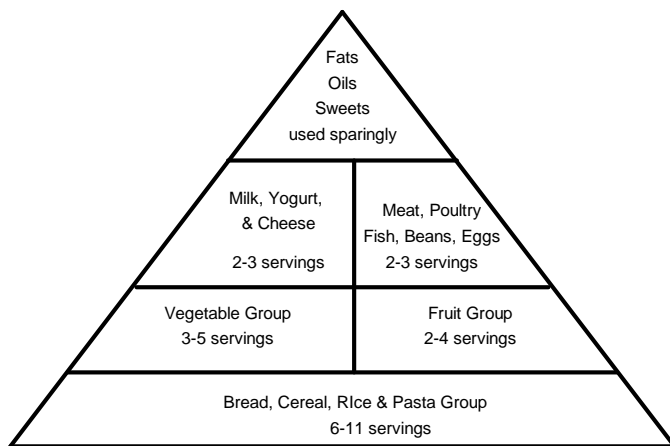 Fats
Oils
Sweets
used sparingly
Milk, Yogurt,
& Cheese
2-3 servings
Meat, Poultry
Fish, Beans, Eggs
2-3 servings
Vegetable Group
3-5 servings
Fruit Group
2-4 servings
Bread, Cereal, RIce & Pasta Group
6-11 servings